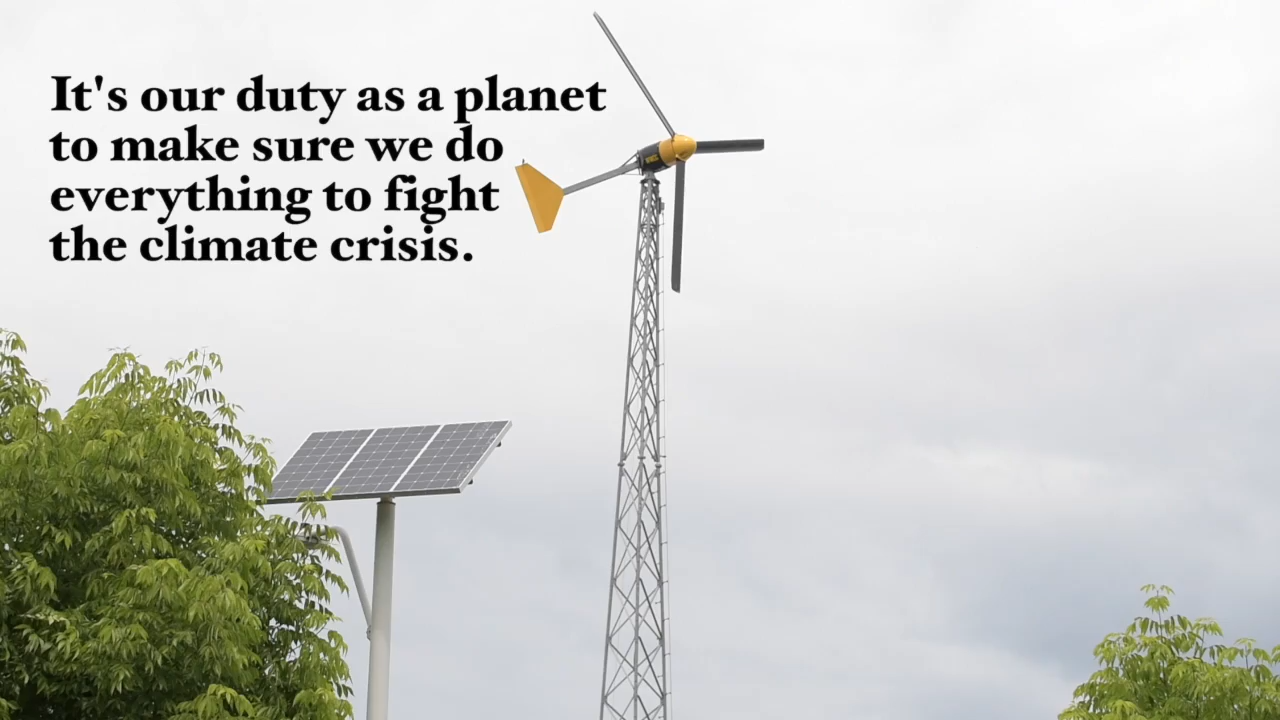 It's our duty as a planet
to make sure we do
everything to fight
the climate crisis.